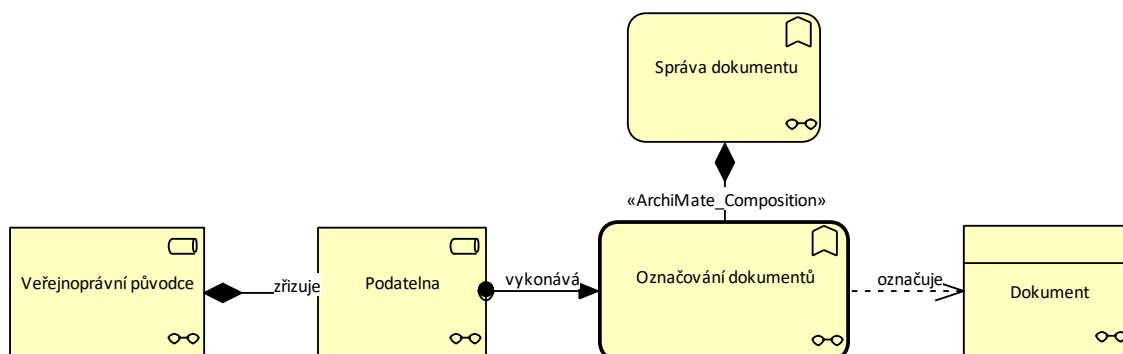 Správa dokumentu
«ArchiMate_Composition»
Veřejnoprávní původce
zřizuje
Podatelna
vykonává
Označování dokumentů
označuje
Dokument